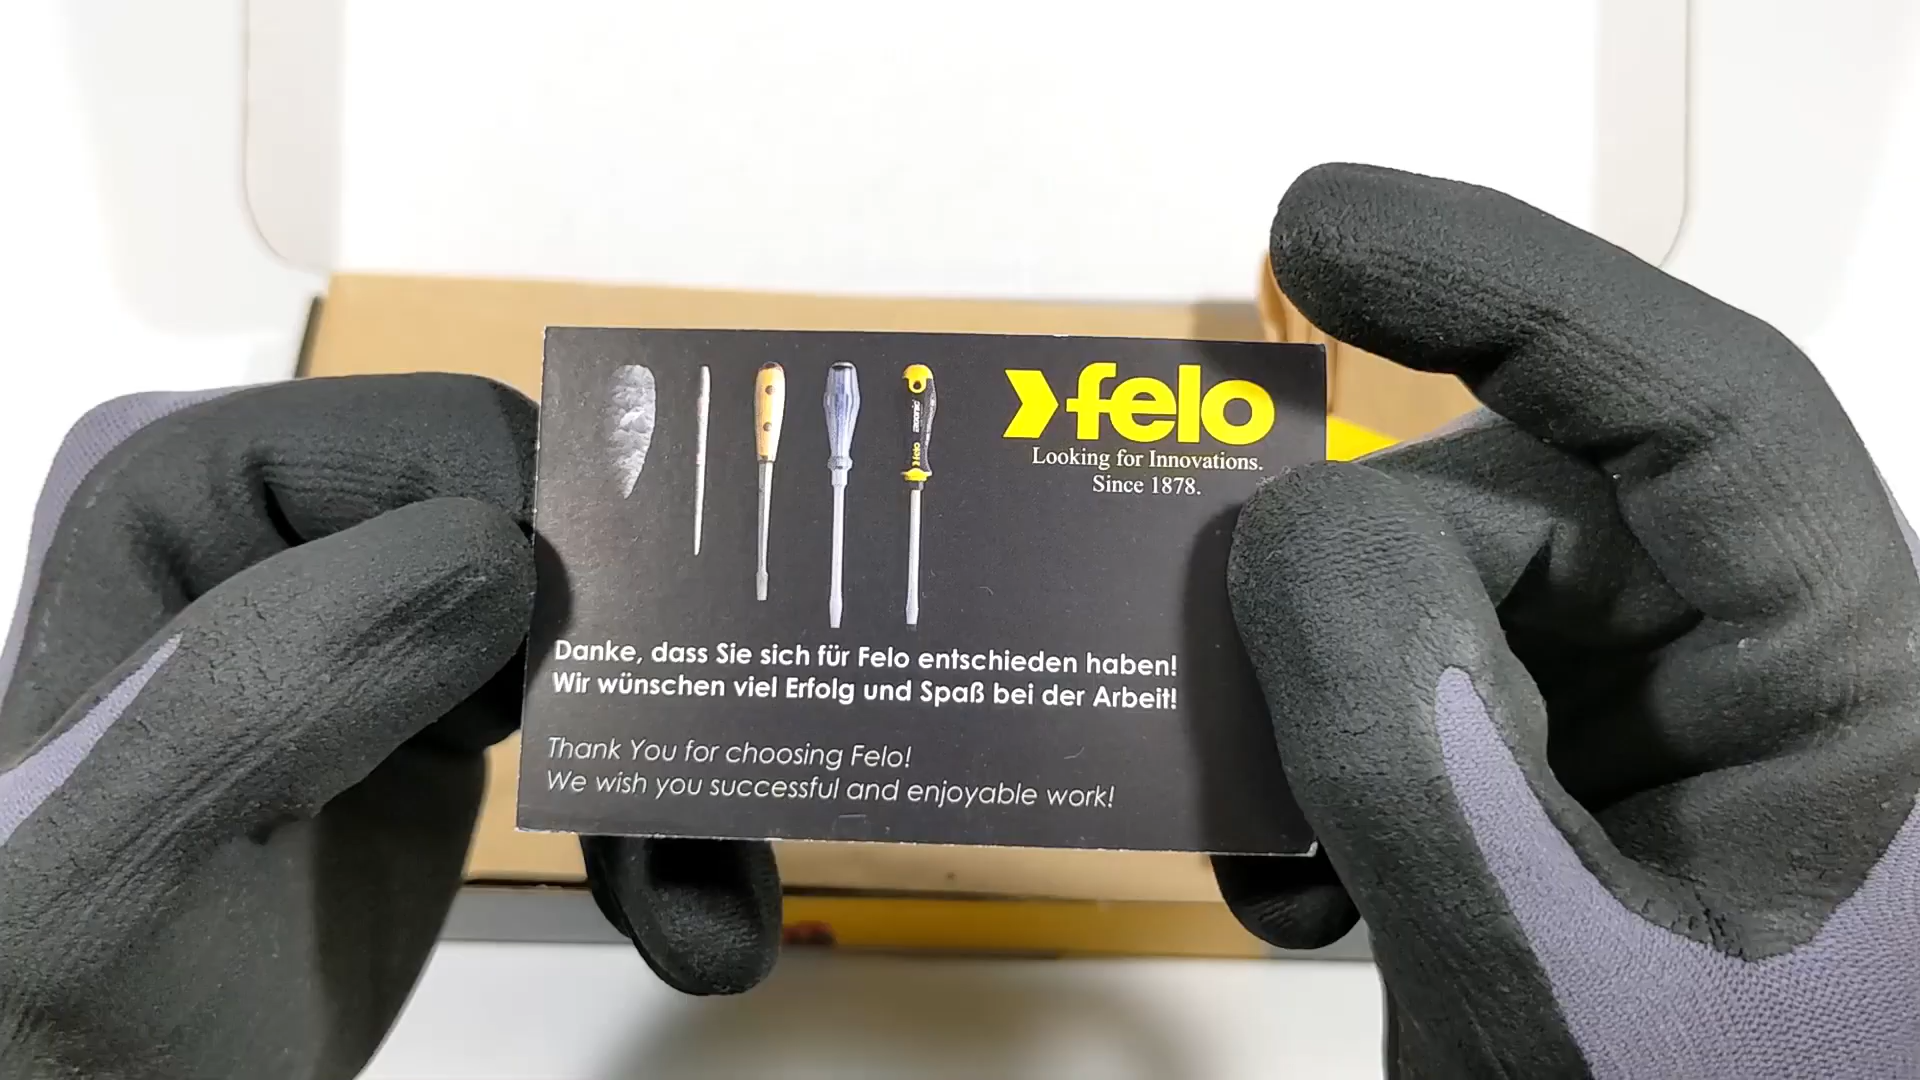 felo
Looking for Innovations.
Since 1878.
felo
Danke, dass Sie sich für Felo entschieden haben!
Wir wünschen viel Erfolg und Spaß bei der Arbeit!
Thank You for choosing Felo!
We wish you successful and enjoyable work!